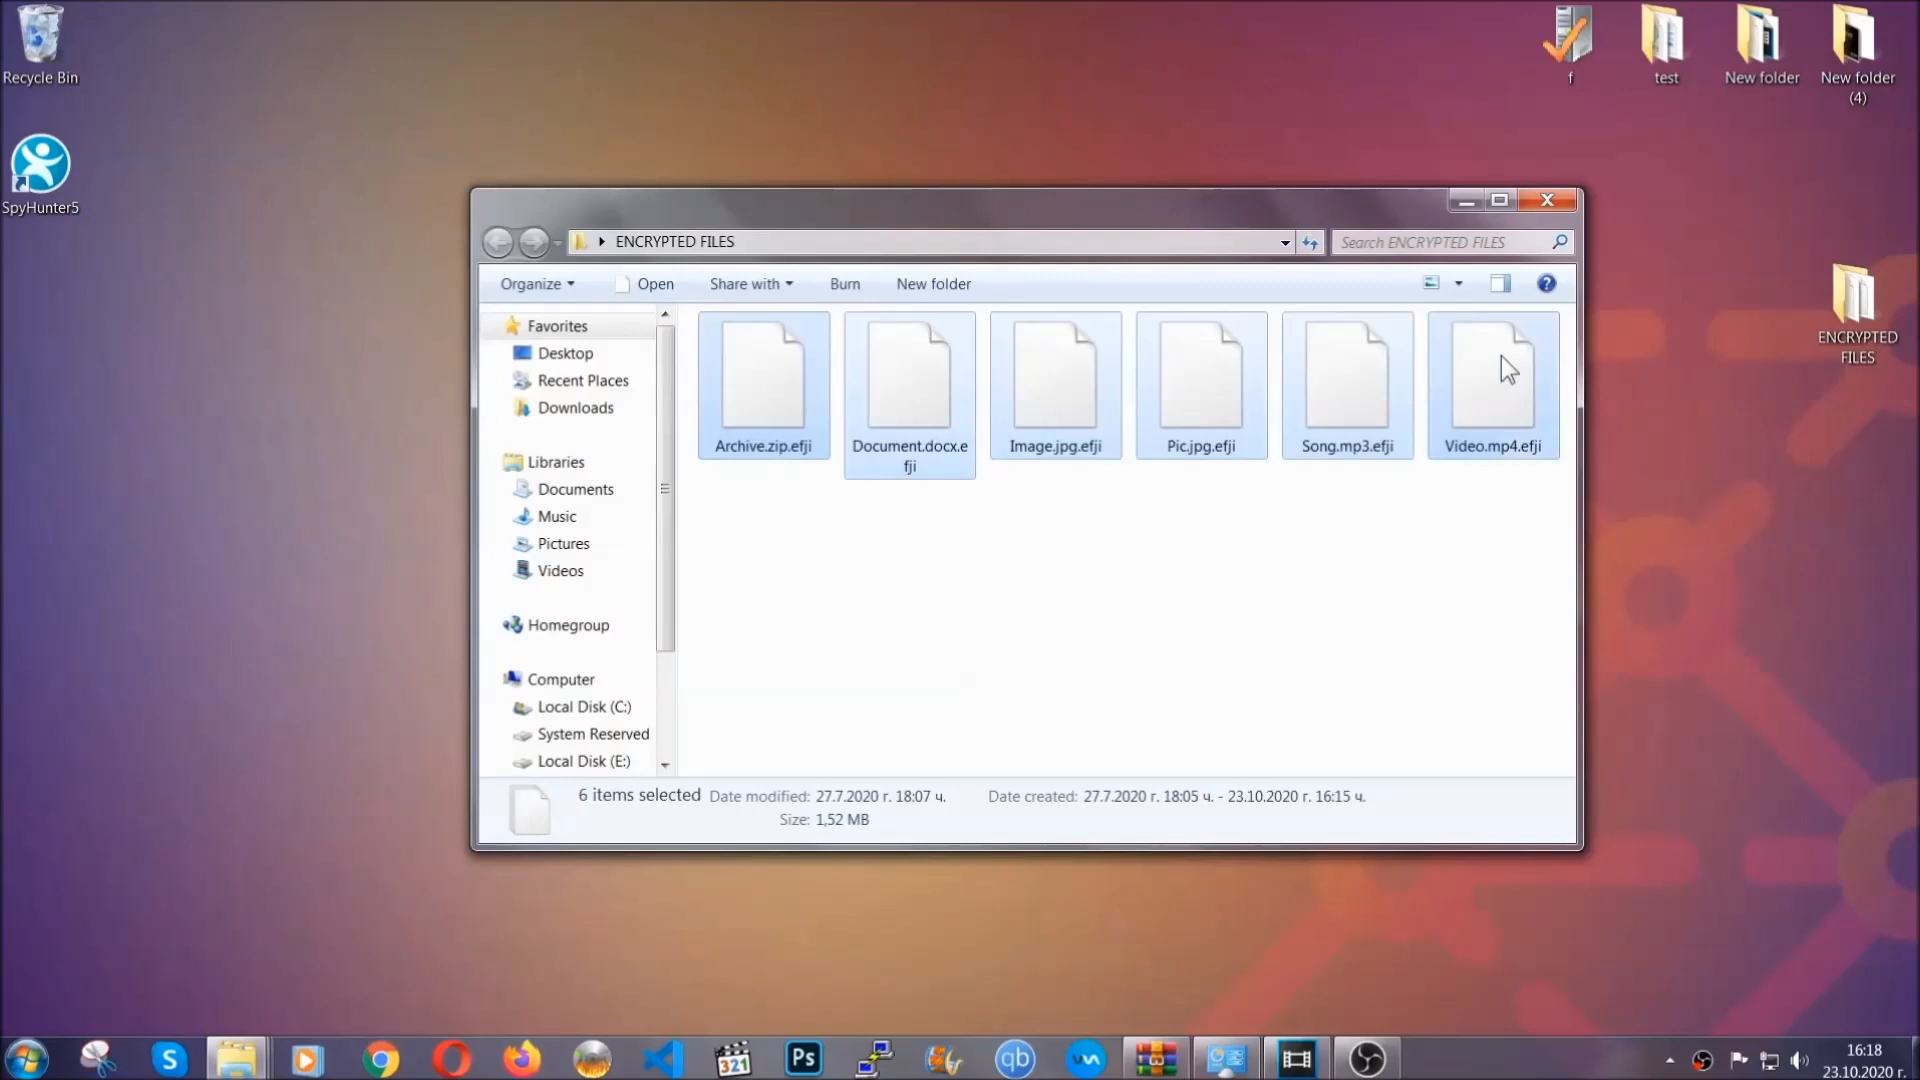 Recycle Bin
SpyHunter5
f
test
New folder
New folder
(4)
ENCRYPTED
FILES
ENCRYPTED FILES
Search ENCRYPTED FILES
Organize
Open
Share with
Burn
New folder
Favorites
Desktop
Recent Places
Downloads
Libraries
Documents
Music
Pictures
Videos
Homegroup
Computer
Local Disk (C:)
System Reserved
Local Disk (E:)
Archive.zip.efji
Document.docx.e
fji
Image.jpg.efji
Pic.jpg.efji
Song.mp3.efji
Video.mp4.efji
6 items selected Date modified: 27.7.2020 г. 18:07 ч. Date created: 27.7.2020 г. 18:05 ч. - 23.10.2020 г. 16:15 ч.
Size: 1,52 MB
S
321
Ps
qb
16:18
23.10.2020 г.